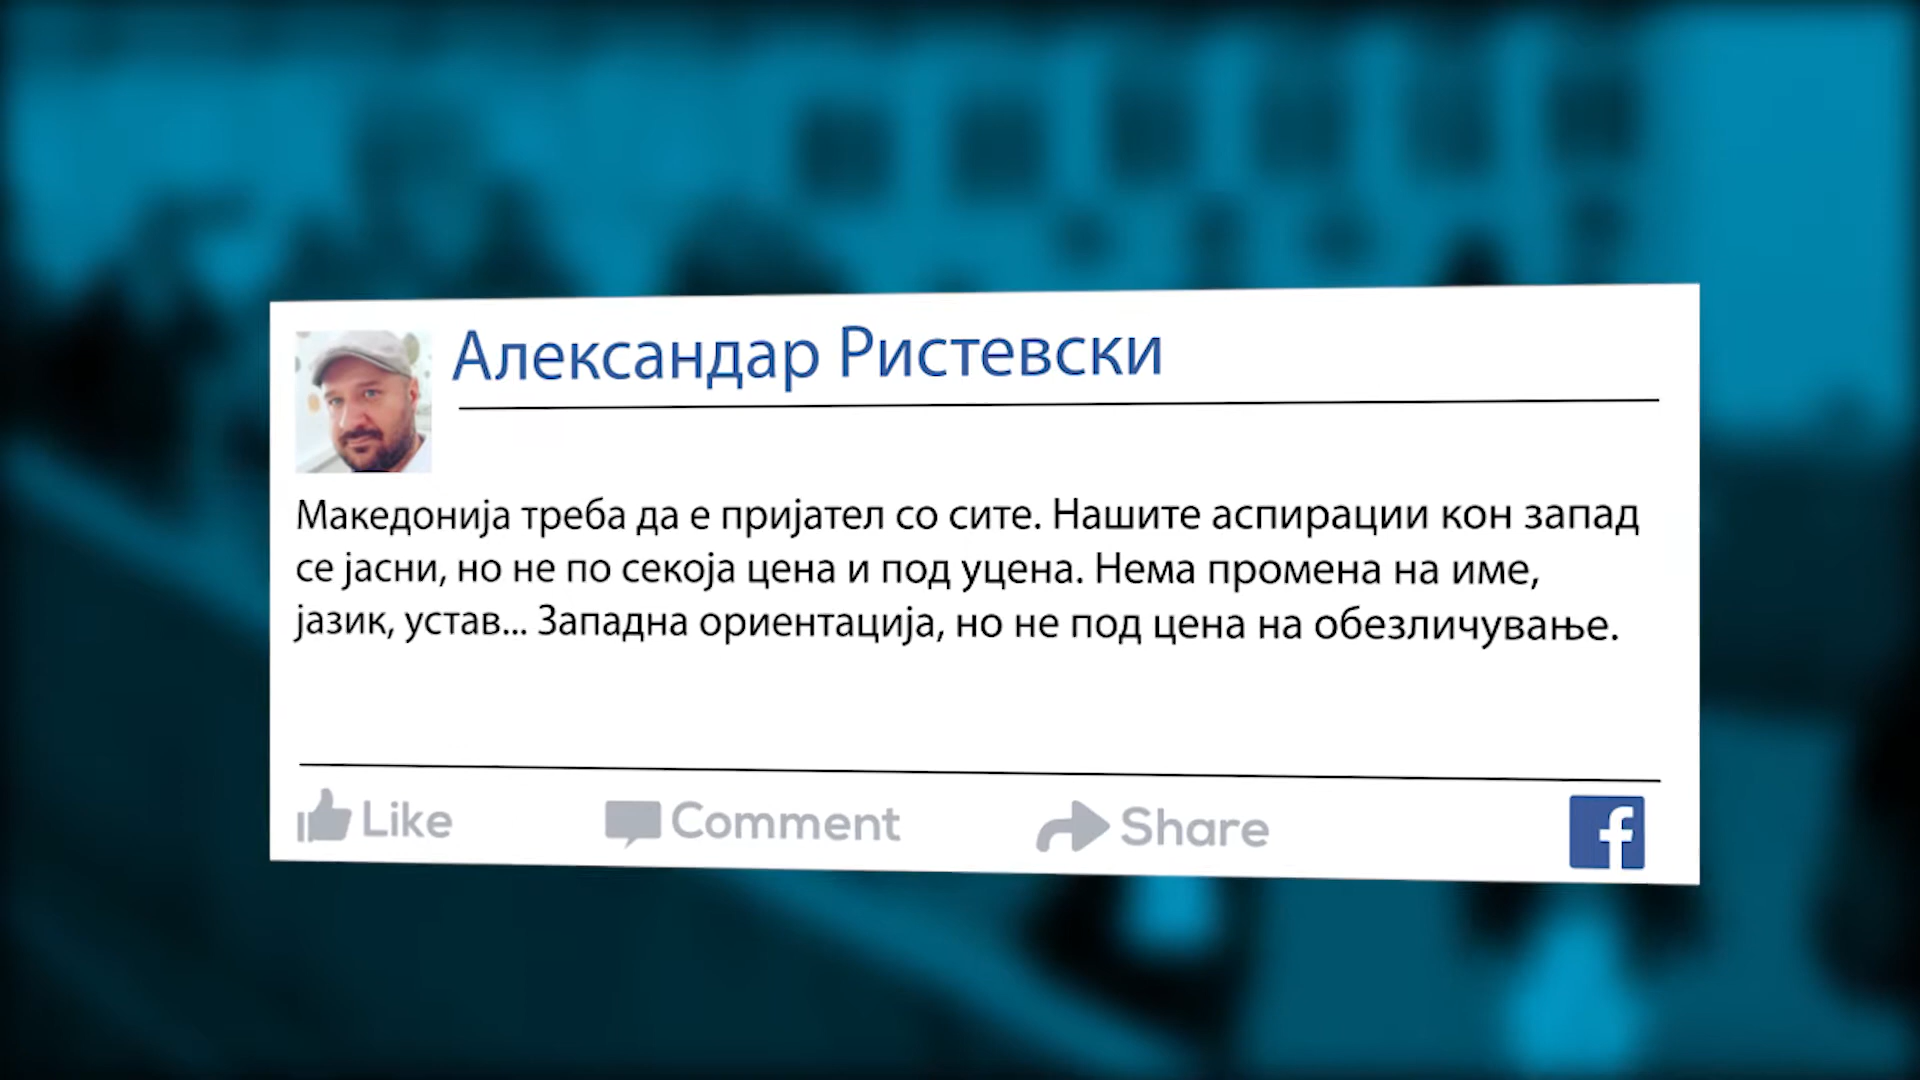 Александар Ристевски
Македонија треба да е пријател со сите. Нашите аспирации кон запад
се јасни, но не по секоја цена и под уцена. Нема промена на име,
јазик, устав... Западна ориентација, но не под цена на обезличување.
Like Comment Share f